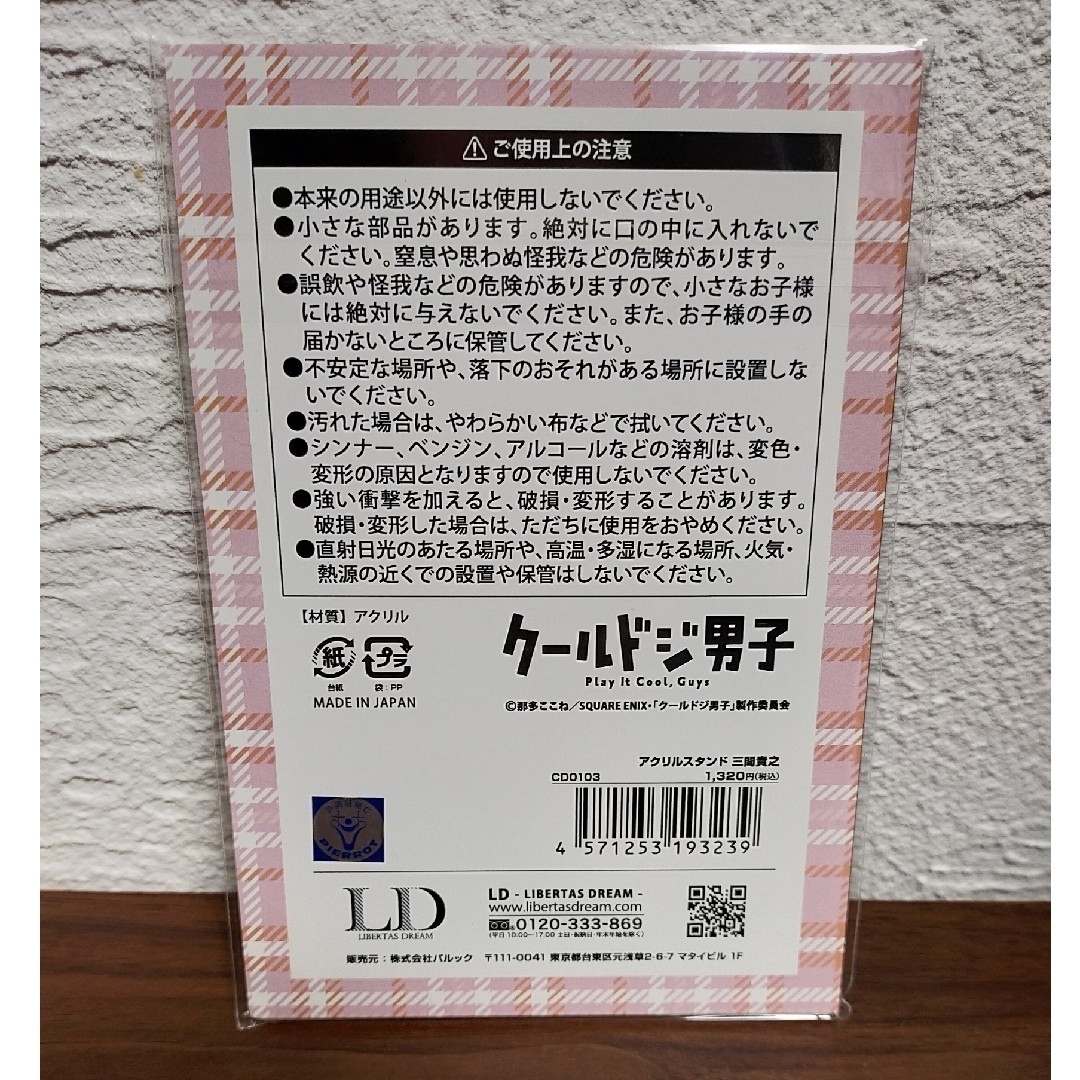 ⚠ご使用上の注意
●本来の用途以外には使用しないでください。
●小さな部品があります。絶対に口の中に入れないで
ください。窒息や思わぬ怪我などの危険があります。
●誤飲や怪我などの危険がありますので、小さなお子様
には絶対に与えないでください。また、お子様の手の
届かないところに保管してください。
●不安定な場所や、落下のおそれがある場所に設置しな
いでください。
●汚れた場合は、やわらかい布などで拭いてください。
●シンナー、ベンジン、アルコールなどの溶剤は、変色・
変形の原因となりますので使用しないでください。
●強い衝撃を加えると、破損・変形することがあります。
破損・変形した場合は、ただちに使用をおやめください。
●直射日光のあたる場所や、高温・多湿になる場所、火気・
熱源の近くでの設置や保管はしないでください。
【材質】アクリル
紙 プラ
台紙 袋:PP
MADE IN JAPAN
クールドジ男子
Play It Cool, Guys
©那多ここね/SQUARE ENIX・「クールドジ男子」製作委員会
アクリルスタンド 三間貴之
CD0103 1,320円(税込)
4 571253 193239
PIERROT
LD
LIBERTAS DREAM
LD - LIBERTAS DREAM -
www.libertasdream.com
0120-333-869
(平日10:00~17:00 土日・祝祭日・年末年始を除く)
販売元:株式会社バルック 〒111-0041 東京都台東区元浅草2-6-7 マタイビル 1F